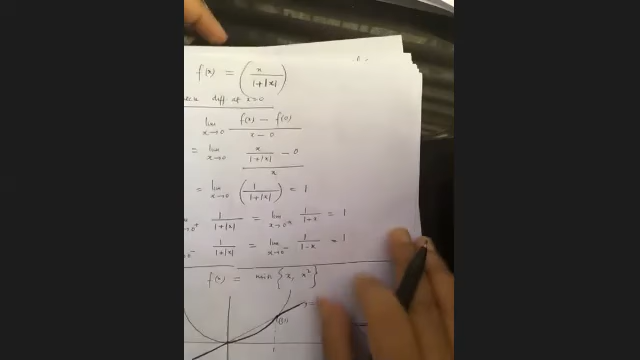 f(x) = (x / 1+|x|)
diff at x=0
lim x→0 f(x) − f(0) / x − 0
= lim x→0 x / 1+|x| − 0 / x
= lim x→0 (1 / 1+|x|) = 1
1 / 1+|x| = lim x→0+ 1 / 1+x = 1
1 / 1+|x| = lim x→0− 1 / 1−x = 1
f(x) = min {x, x²}
1